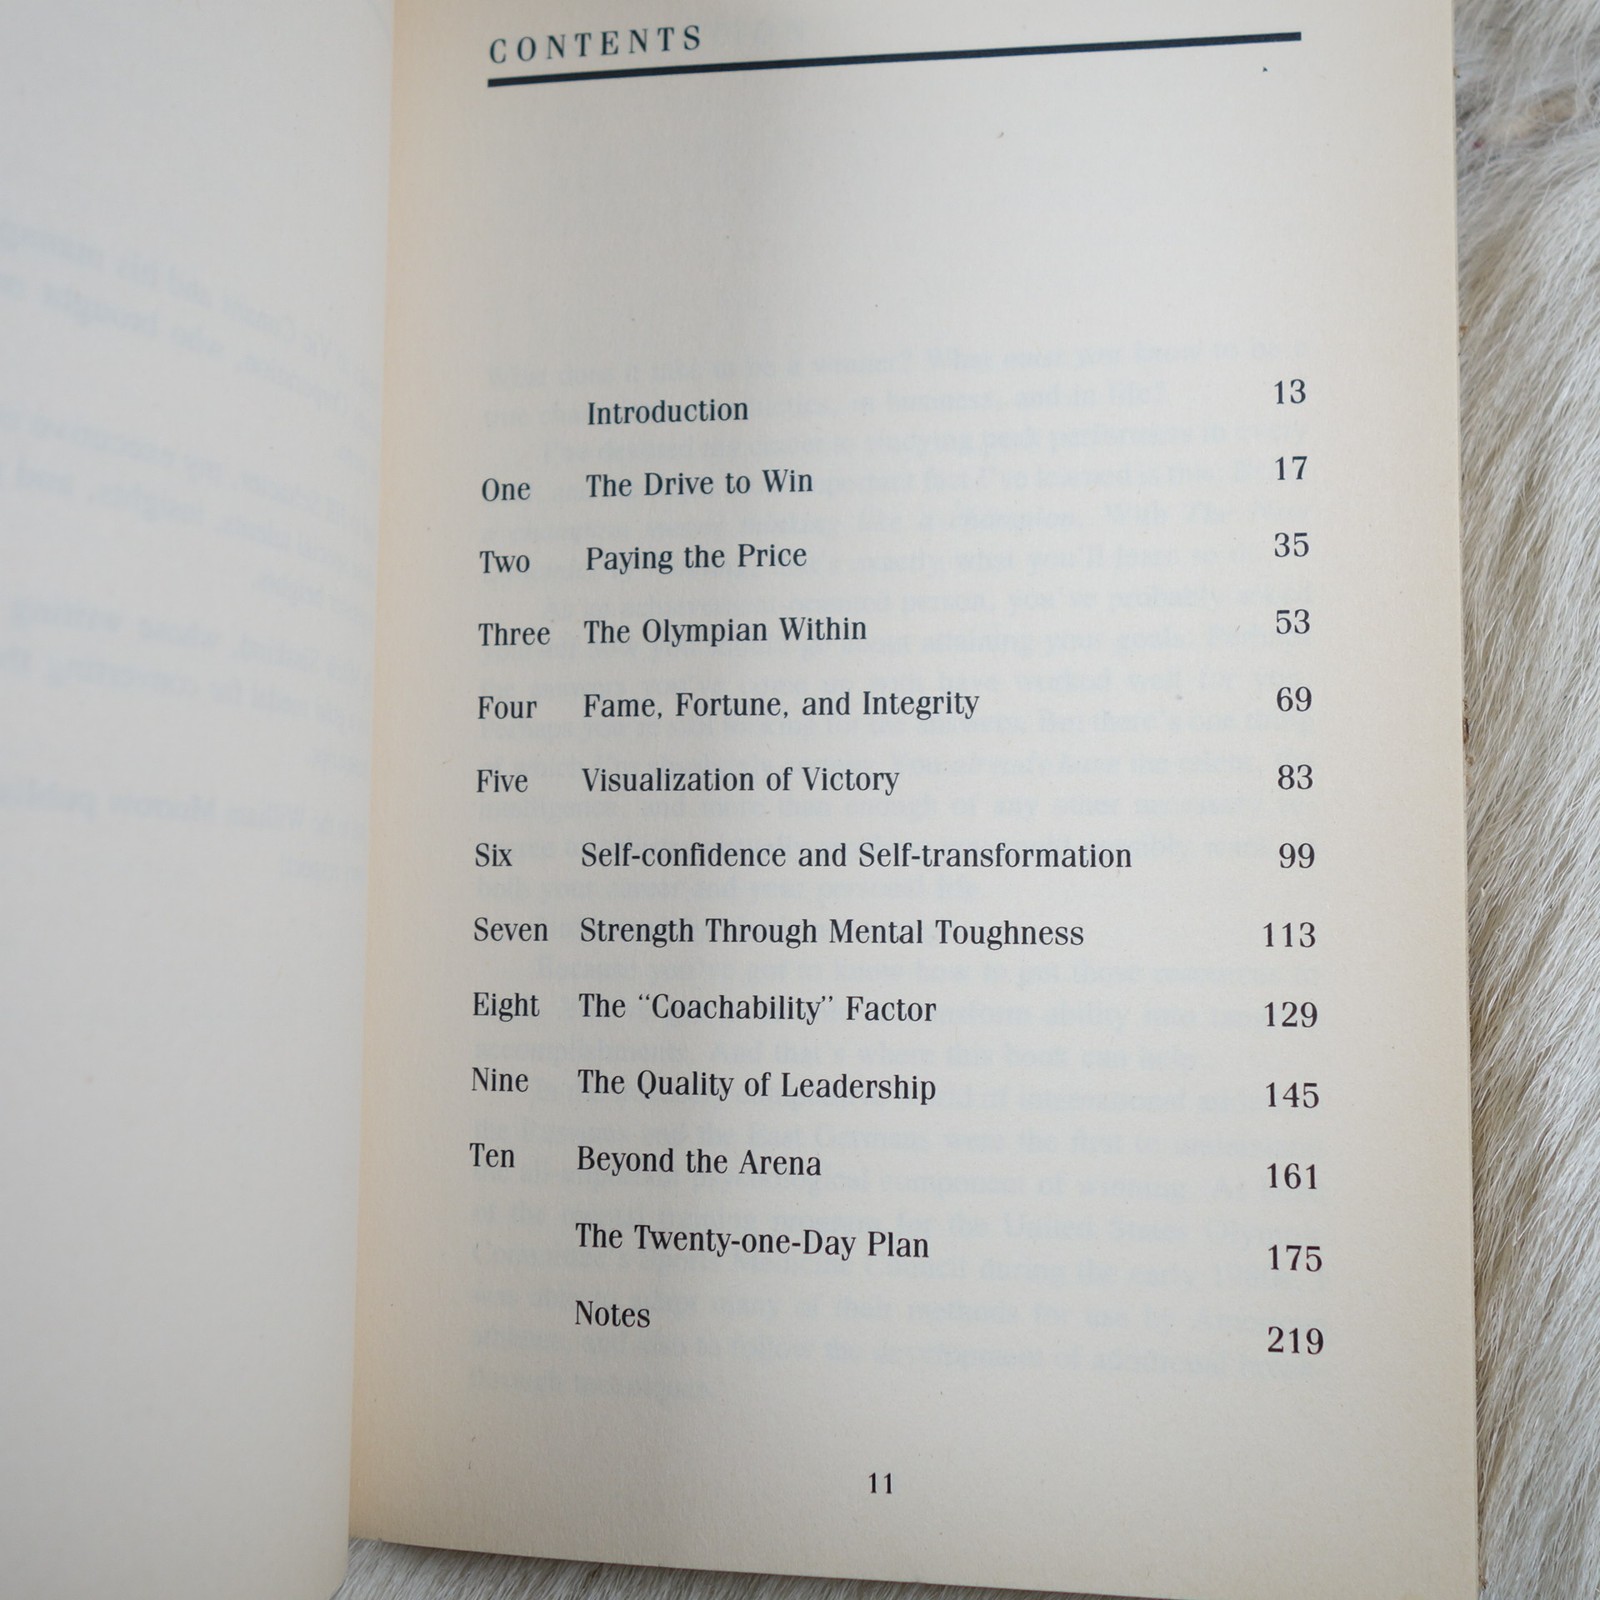 CONTENTS
Introduction 13
One The Drive to Win 17
Two Paying the Price 35
Three The Olympian Within 53
Four Fame, Fortune, and Integrity 69
Five Visualization of Victory 83
Six Self-confidence and Self-transformation 99
Seven Strength Through Mental Toughness 113
Eight The “Coachability” Factor 129
Nine The Quality of Leadership 145
Ten Beyond the Arena 161
The Twenty-one-Day Plan 175
Notes 219
11